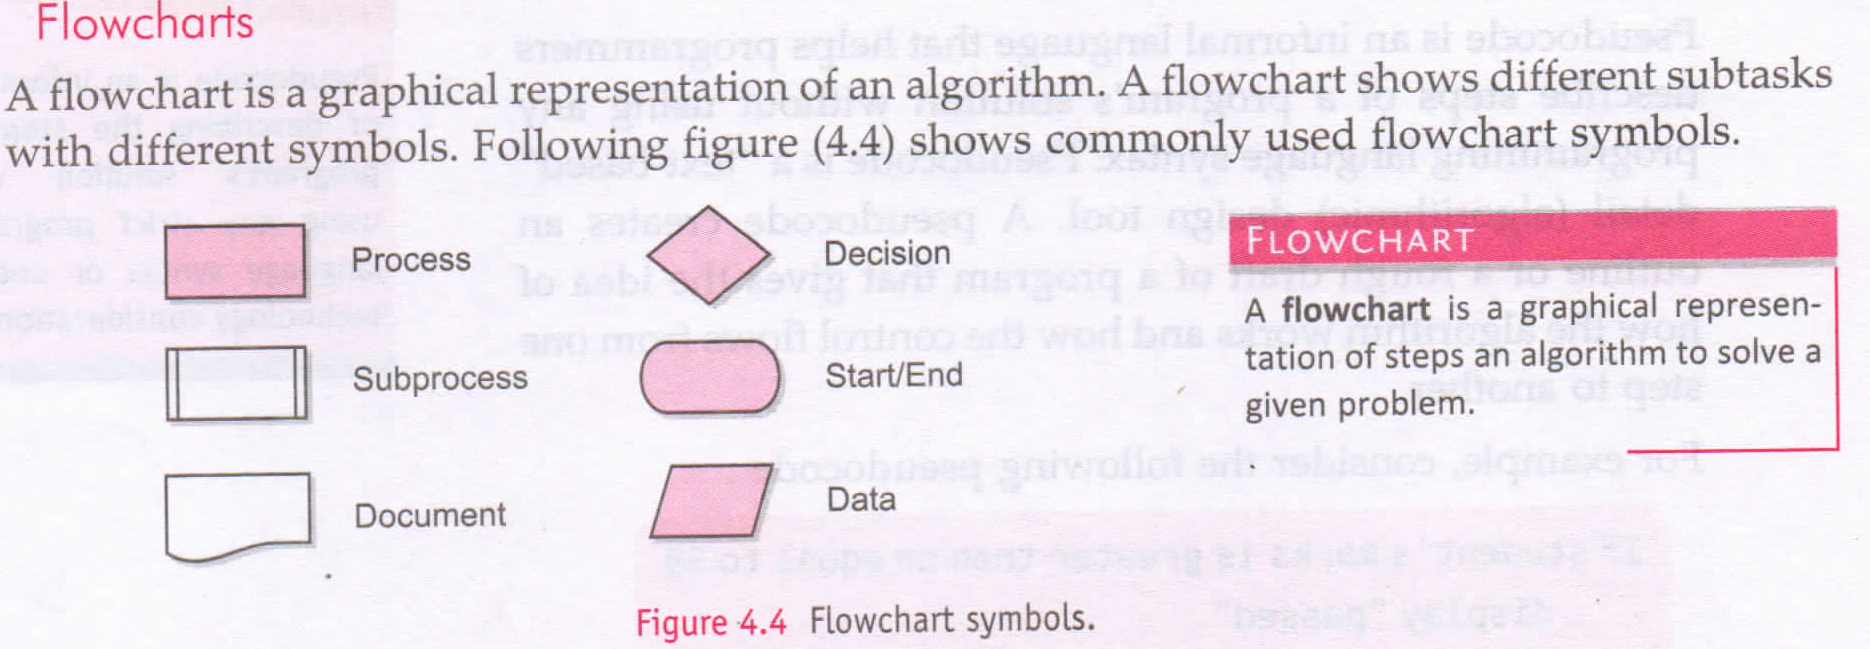 Flowcharts
A flowchart is a graphical representation of an algorithm. A flowchart shows different subtasks
with different symbols. Following figure (4.4) shows commonly used flowchart symbols.
Process
Decision
Subprocess
Start/End
Document
Data
Figure 4.4 Flowchart symbols.
FLOWCHART
A flowchart is a graphical represen-
tation of steps an algorithm to solve a
given problem.